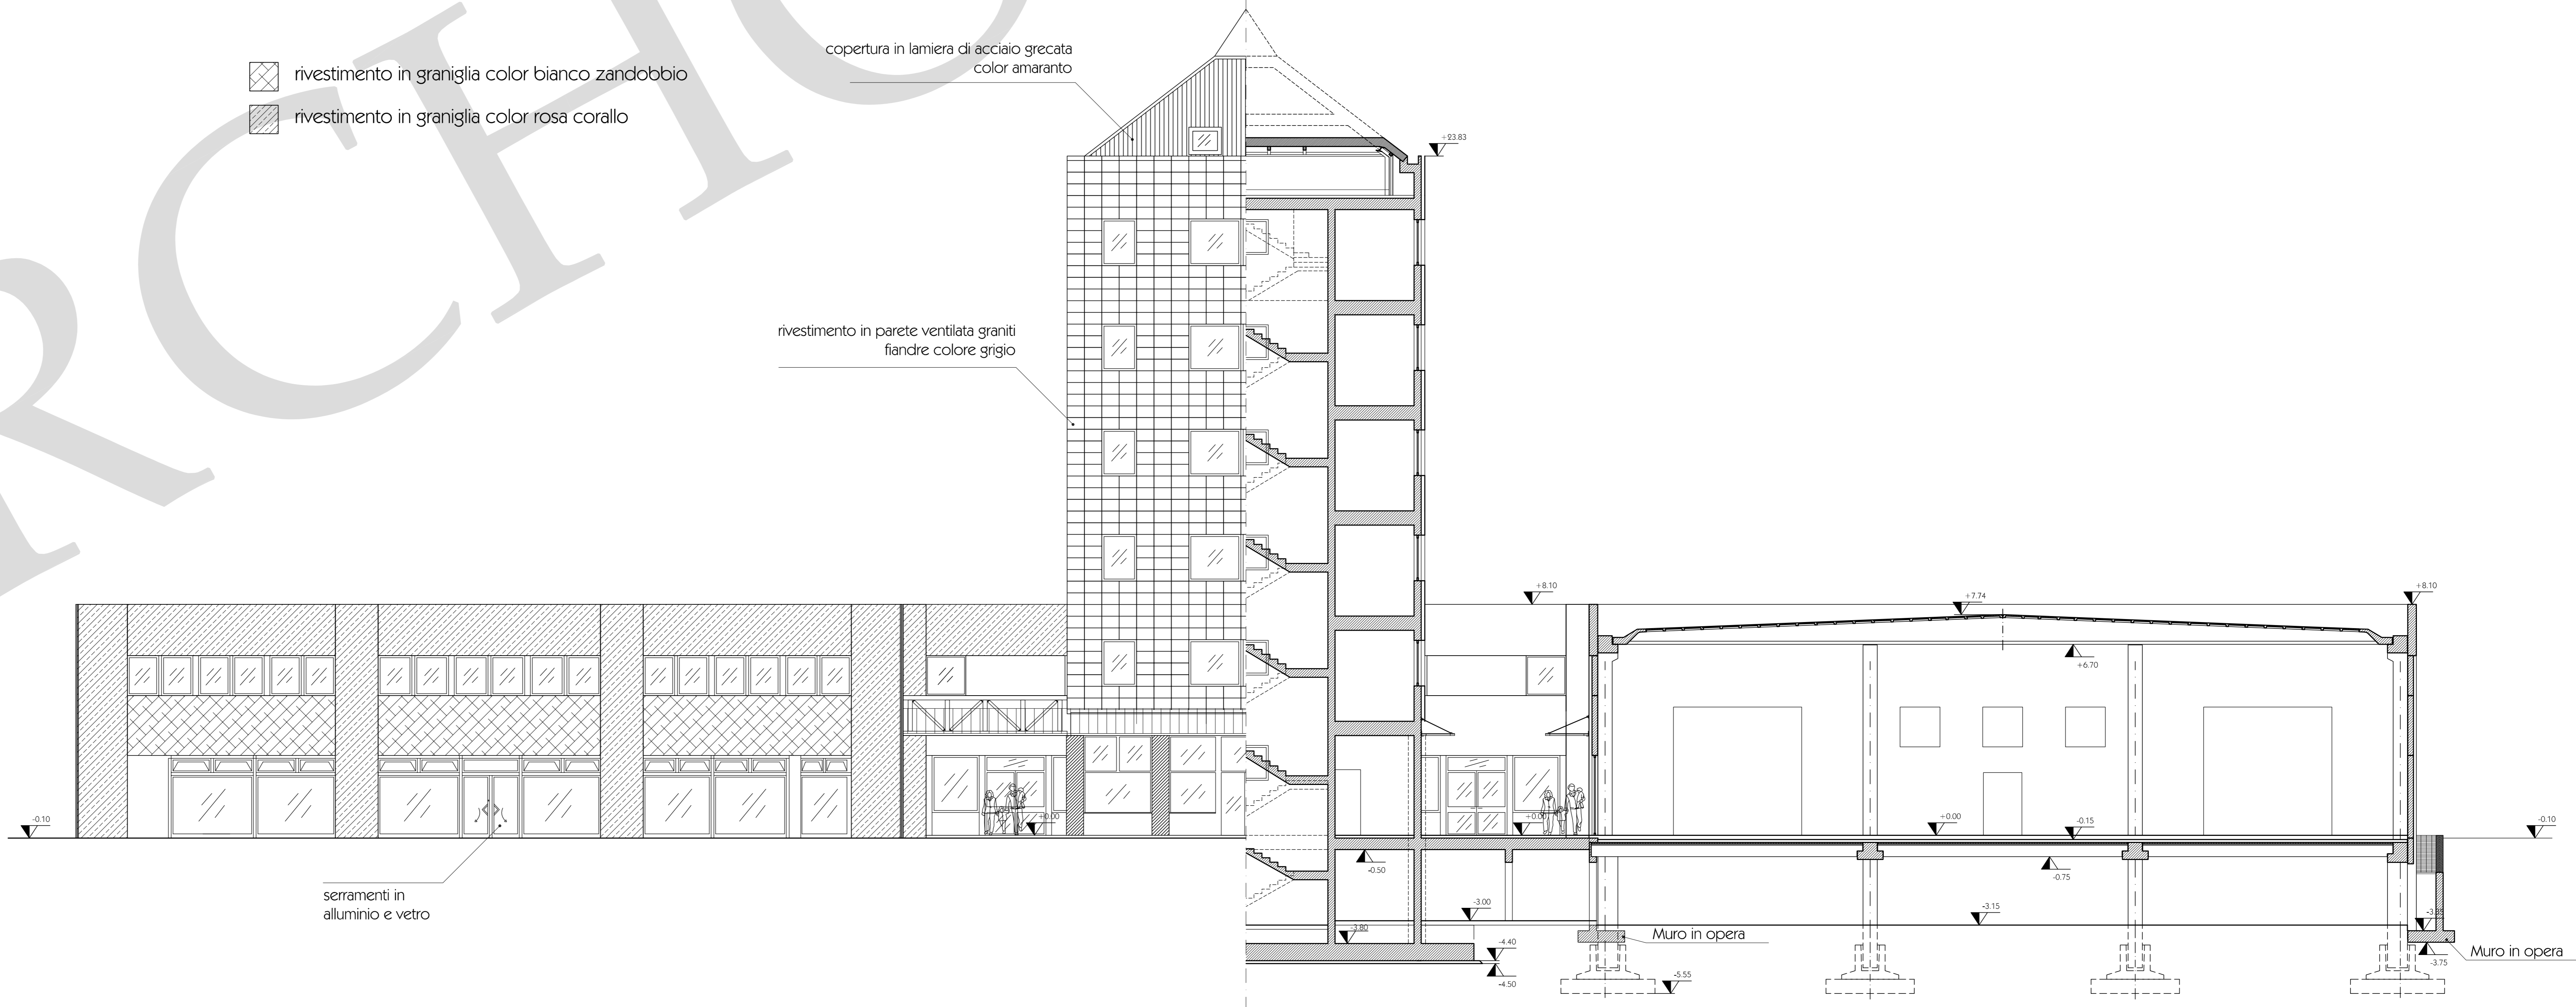 RCHO
copertura in lamiera di acciaio grecata
color amaranto
rivestimento in graniglia color bianco zandobbio
rivestimento in graniglia color rosa corallo
+23.83
rivestimento in parete ventilata graniti
fiandre colore grigio
+8.10
+7.74
+8.10
+6.70
-0.10
+0.00
+0.00
+0.00
-0.15
-0.10
-0.50
-0.75
serramenti in
alluminio e vetro
-3.00
-3.15
-3.80
Muro in opera
-4.40
-4.50
-3.75
Muro in opera
-5.55